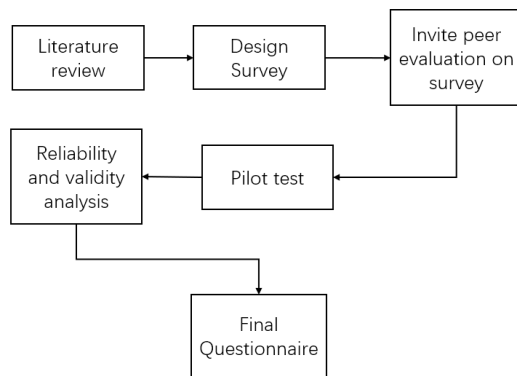 Literature
review
Design
Survey
Invite peer
evaluation on
survey
Reliability
and validity
analysis
Pilot test
Final
Questionnaire